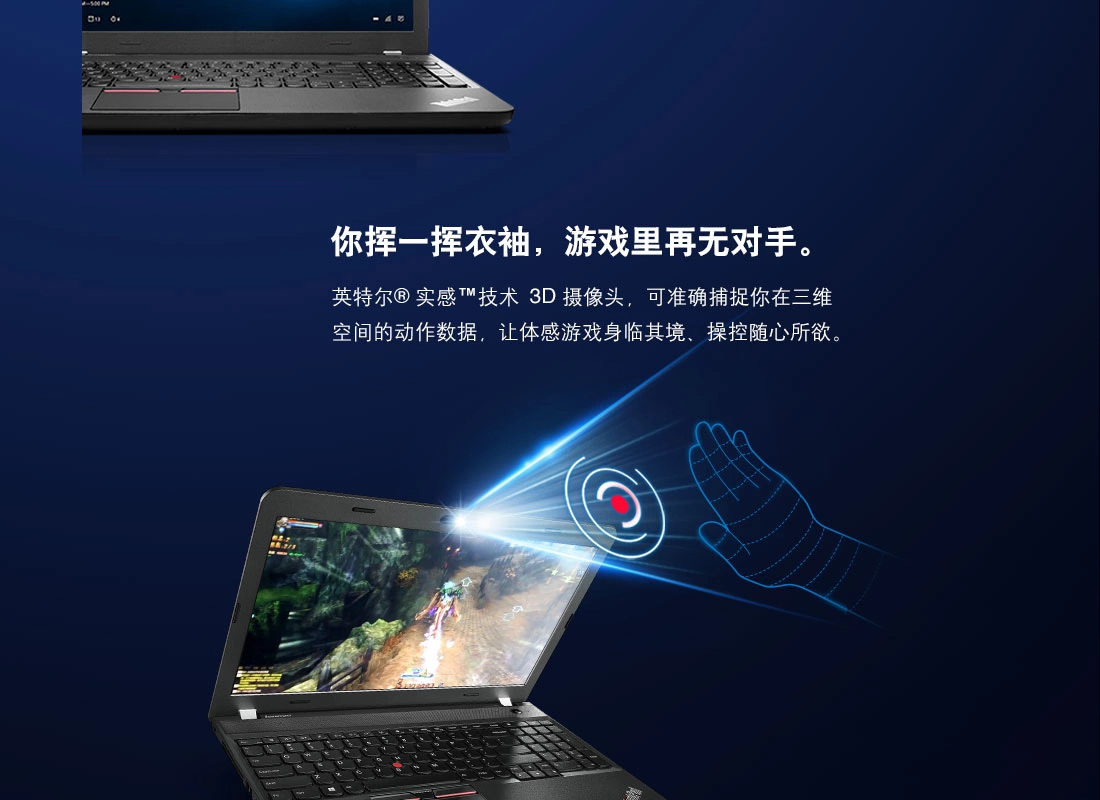 ThinkPad
你挥一挥衣袖，游戏里再无对手。
英特尔® 实感™技术 3D 摄像头，可准确捕捉你在三维
空间的动作数据，让体感游戏身临其境、操控随心所欲。